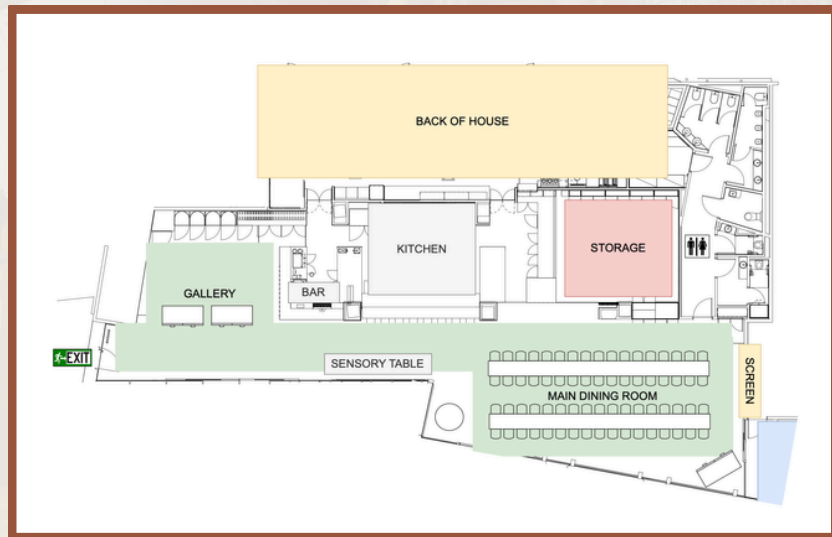 BACK OF HOUSE
KITCHEN
STORAGE
GALLERY
BAR
EXIT
SENSORY TABLE
SCREEN
MAIN DINING ROOM